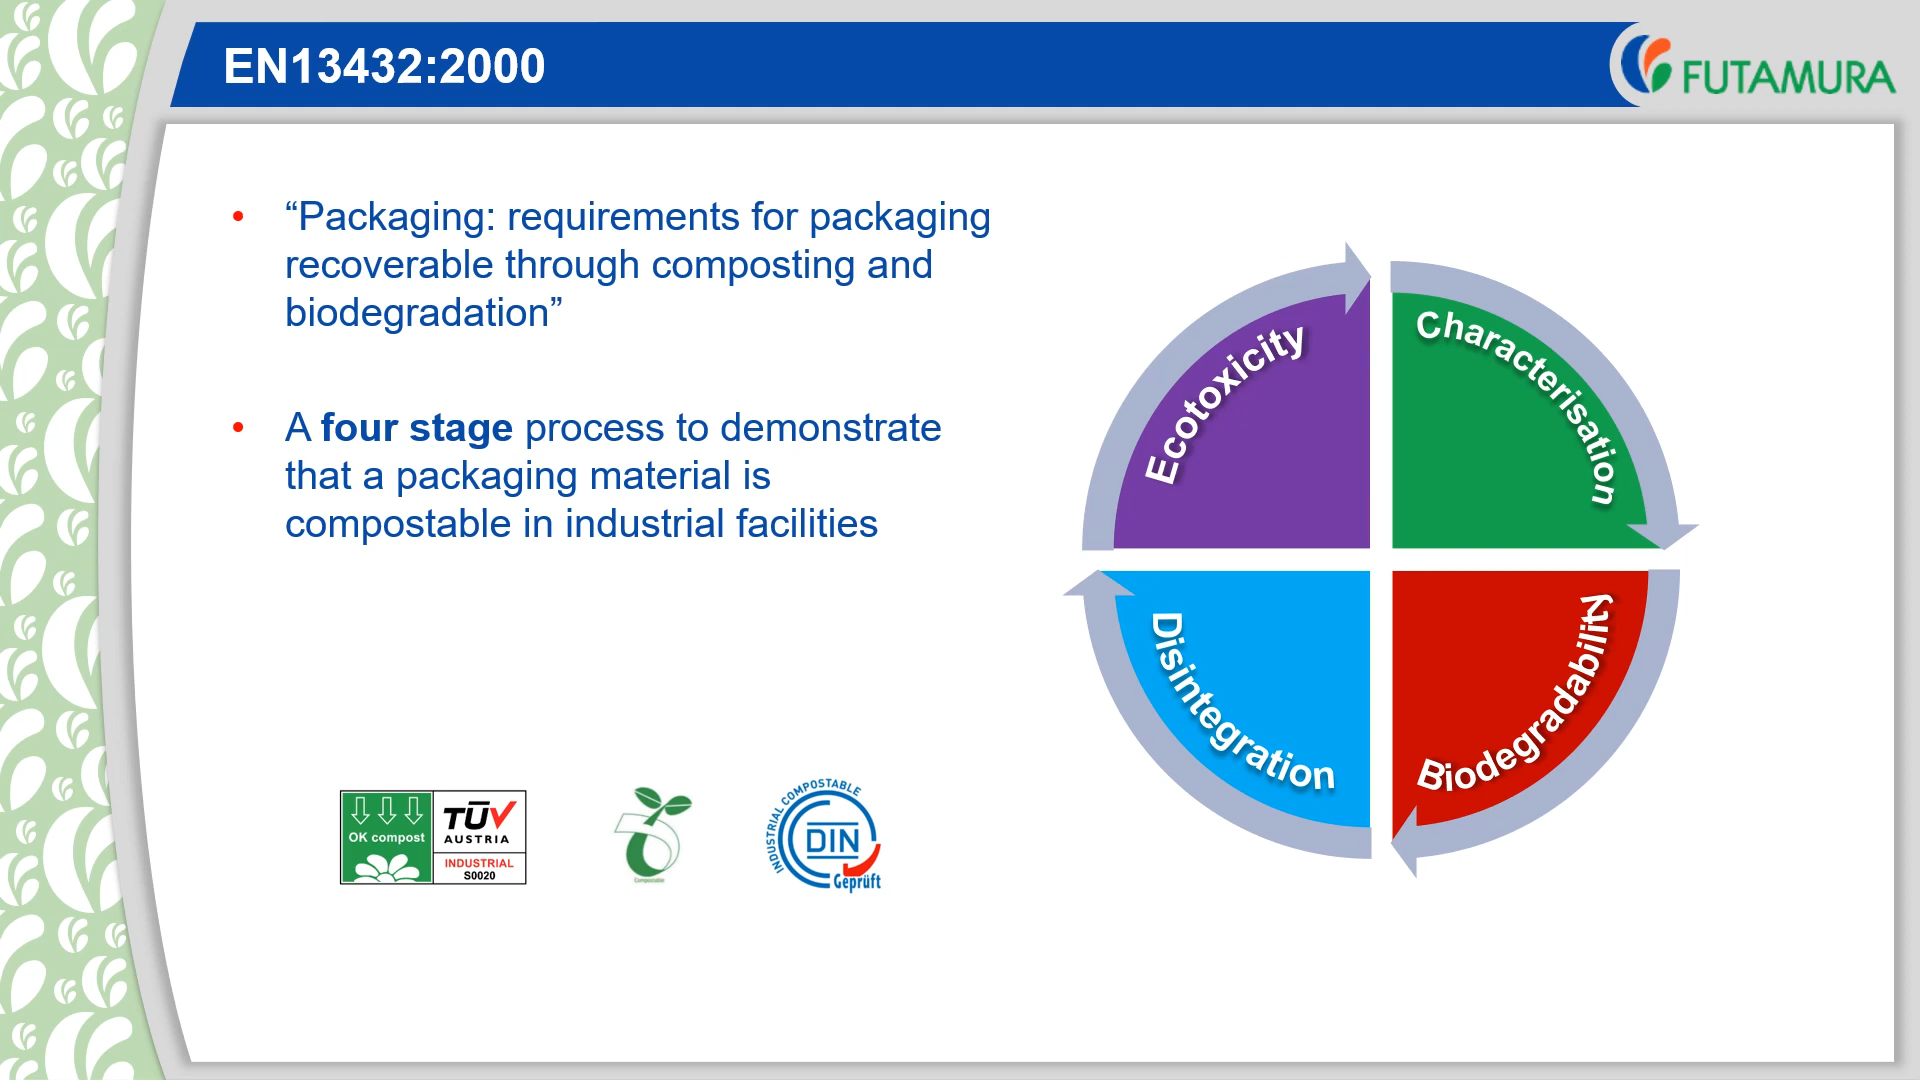 EN13432:2000
FUTAMURA
• “Packaging: requirements for packaging
recoverable through composting and
biodegradation”
• A four stage process to demonstrate
that a packaging material is
compostable in industrial facilities
Ecotoxicity
Characterisation
Disintegration
Biodegradability
OK compost
TÜV
AUSTRIA
INDUSTRIAL
S0020
Compostable
INDUSTRIAL COMPOSTABLE
DIN
Geprüft